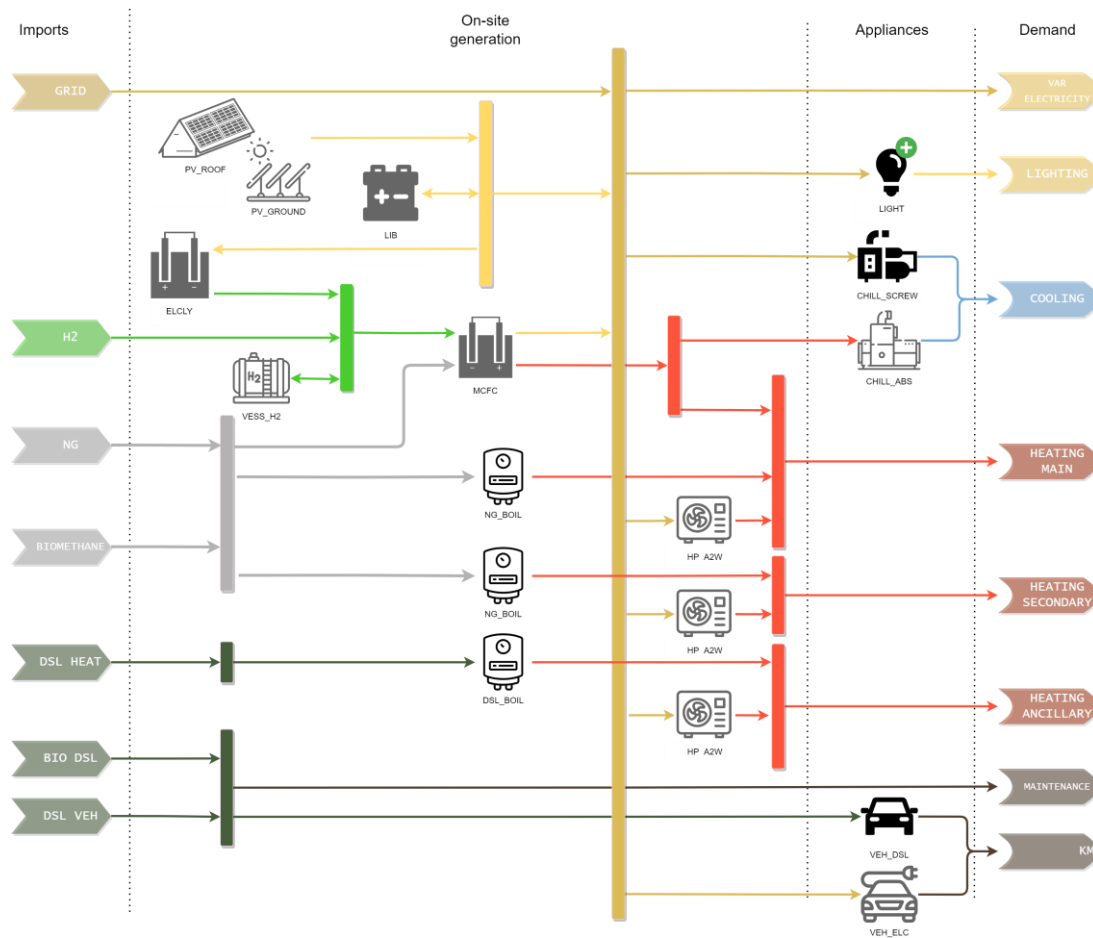 Imports
On-site
generation
Appliances
Demand
GRID
VAR
ELECTRICITY
PV_ROOF
PV_GROUND
LIB
LIGHT
LIGHTING
ELCLY
CHILL_SCREW
COOLING
H2
H2
VESS_H2
MCFC
CHILL_ABS
NG
NG_BOIL
HEATING
MAIN
BIOMETHANE
HP A2W
NG_BOIL
HEATING
SECONDARY
HP A2W
DSL HEAT
DSL_BOIL
HEATING
ANCILLARY
HP A2W
BIO DSL
MAINTENANCE
DSL VEH
VEH_DSL
KM
VEH_ELC